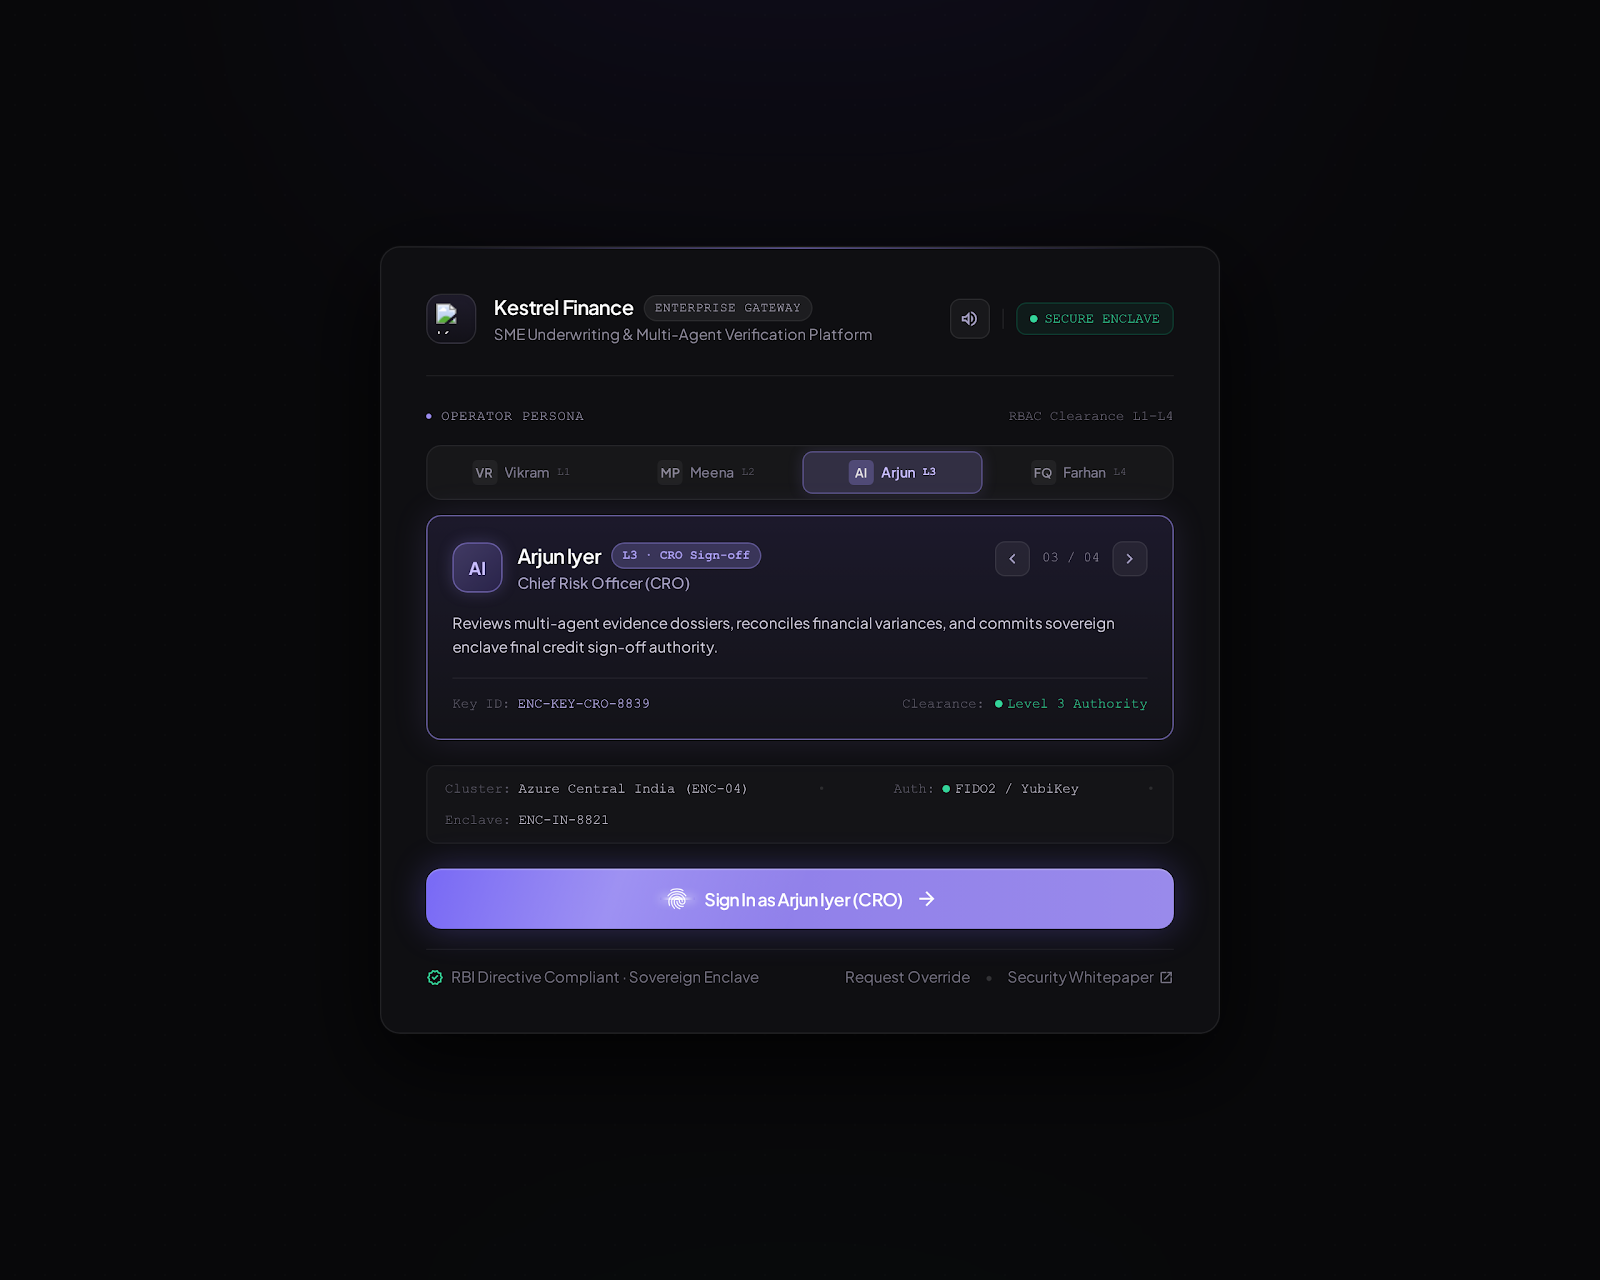 Kestrel Finance ENTERPRISE GATEWAY
SME Underwriting & Multi-Agent Verification Platform
SECURE ENCLAVE
OPERATOR PERSONA
RBAC Clearance L1–L4
VR Vikram L1
MP Meena L2
AI Arjun L3
FQ Farhan L4
AI
Arjun Iyer L3 · CRO Sign-off
Chief Risk Officer (CRO)
03 / 04
Reviews multi-agent evidence dossiers, reconciles financial variances, and commits sovereign
enclave final credit sign-off authority.
Key ID: ENC-KEY-CRO-8839
Clearance: Level 3 Authority
Cluster: Azure Central India (ENC-04) · Auth: FIDO2 / YubiKey ·
Enclave: ENC-IN-8821
Sign In as Arjun Iyer (CRO) →
RBI Directive Compliant · Sovereign Enclave
Request Override • Security Whitepaper